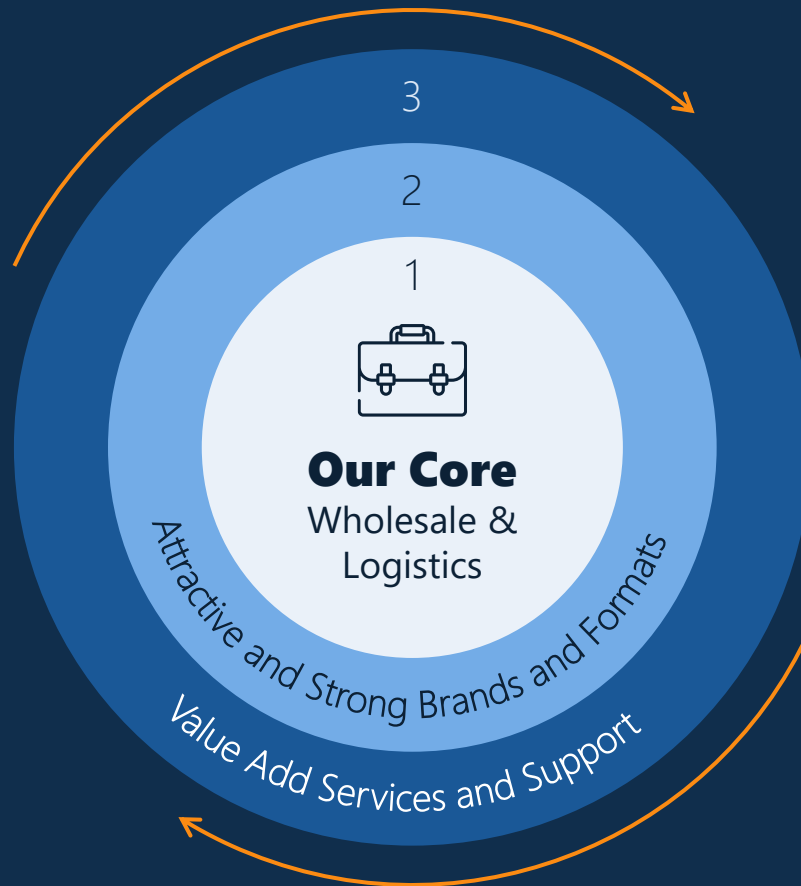 3
2
1
Our Core
Wholesale &
Logistics
Attractive and Strong Brands and Formats
Value Add Services and Support